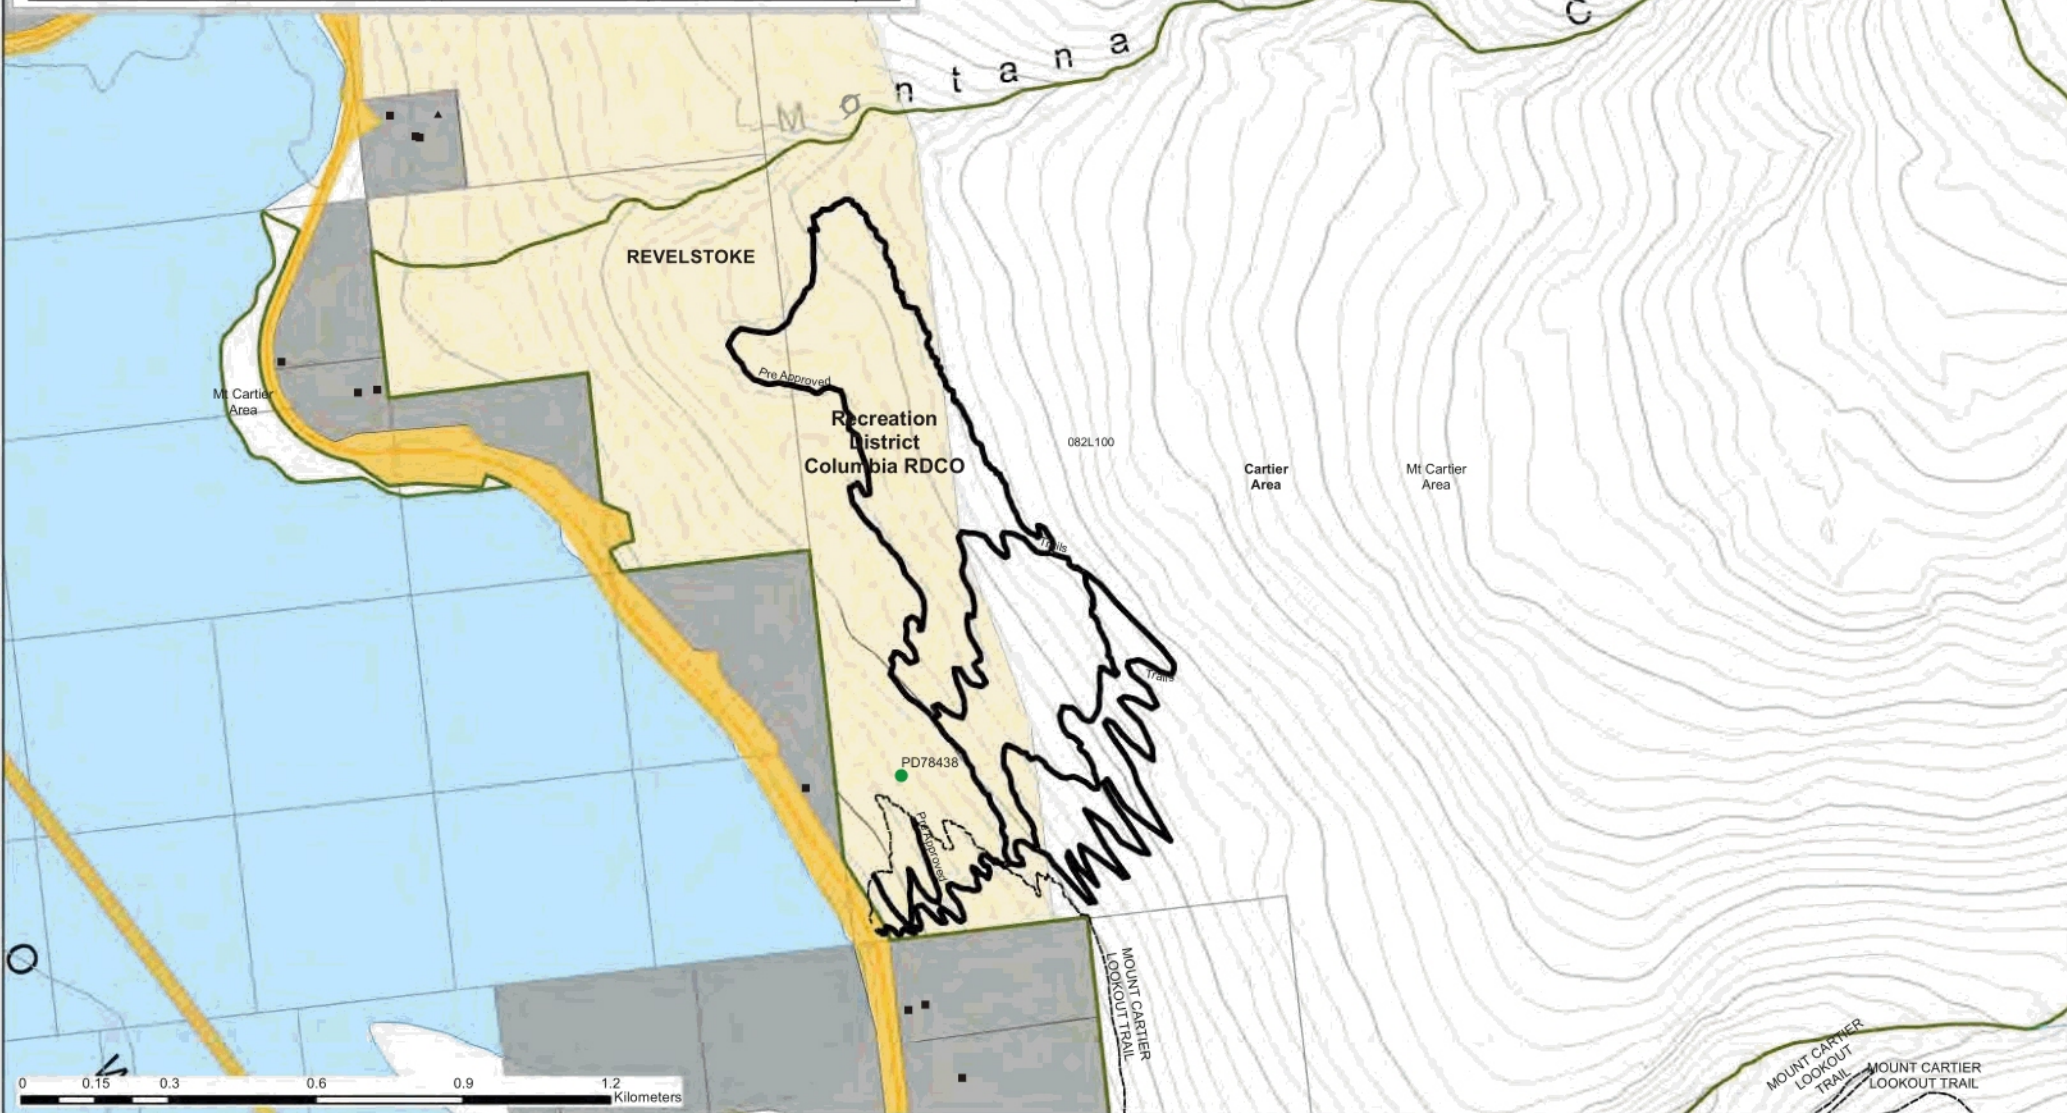 C
Montana
REVELSTOKE
Pre Approved
Mt Cartier
Area
Recreation
District
Columbia RDCO
082L100
Cartier
Area
Mt Cartier
Area
Trails
Trails
PD78438
Pre Approved
O
MOUNT CARTIER
LOOKOUT TRAIL
MOUNT CARTIER
LOOKOUT
TRAIL
MOUNT CARTIER
LOOKOUT TRAIL
0 0.15 0.3 0.6 0.9 1.2
Kilometers